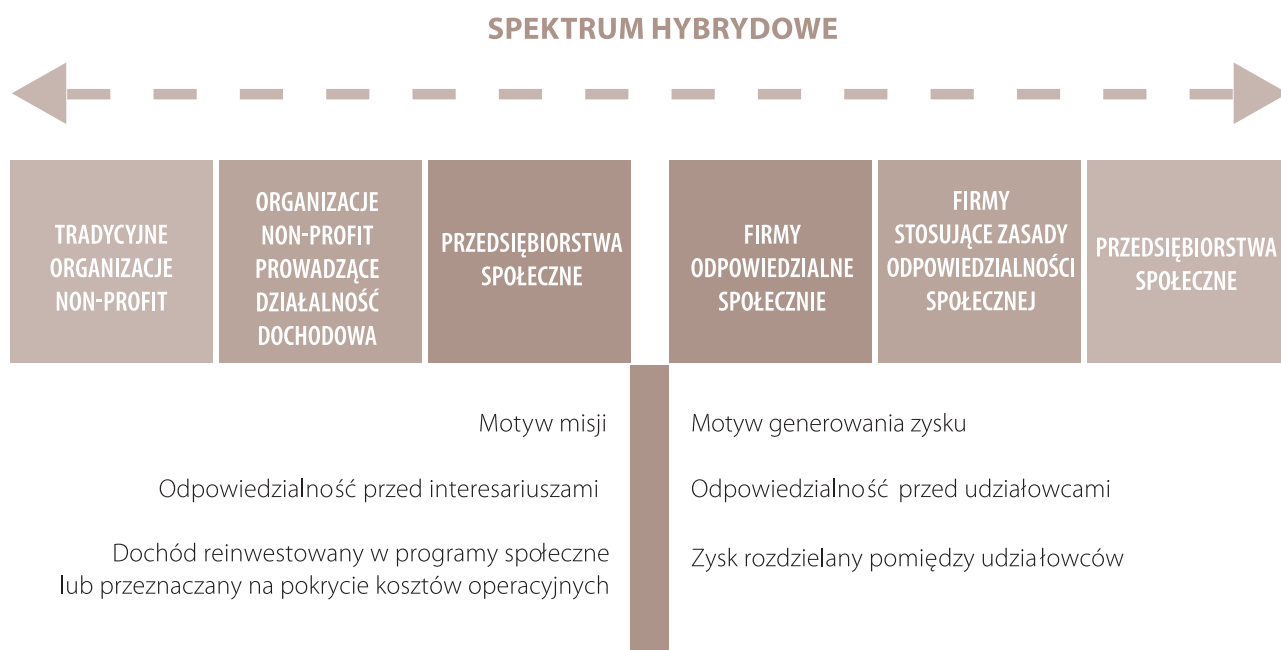 SPEKTRUM HYBRYDOWE
TRADYCYJNE
ORGANIZACJE
NON-PROFIT
ORGANIZACJE
NON-PROFIT
PROWADZĄCE
DZIAŁALNOŚĆ
DOCHODOWA
PRZEDSIĘBIORSTWA
SPOŁECZNE
FIRMY
ODPOWIEDZIALNE
SPOŁECZNIE
FIRMY
STOSUJĄCE ZASADY
ODPOWIEDZIALNOŚCI
SPOŁECZNEJ
PRZEDSIĘBIORSTWA
SPOŁECZNE
Motyw misji
Odpowiedzialność przed interesariuszami
Dochód reinwestowany w programy społeczne
lub przeznaczany na pokrycie kosztów operacyjnych
Motyw generowania zysku
Odpowiedzialność przed udziałowcami
Zysk rozdzielany pomiędzy udziałowców